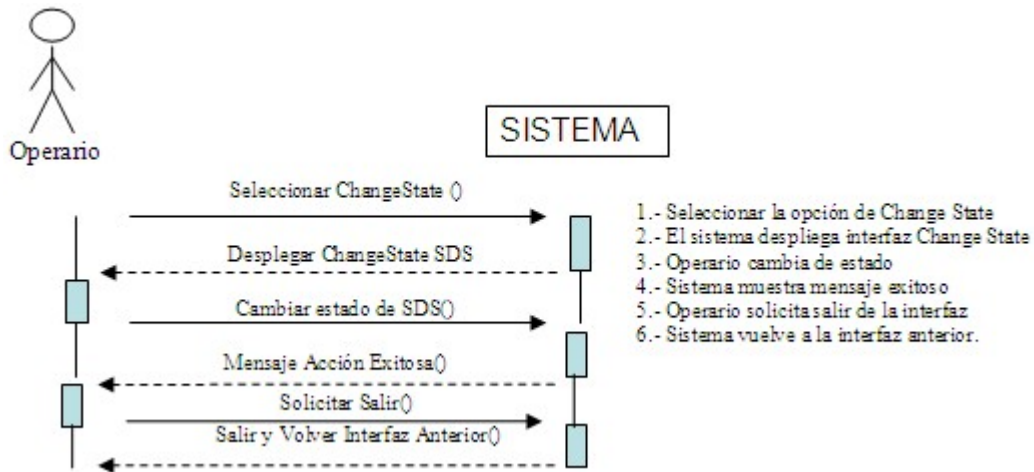 Operario
SISTEMA
Seleccionar ChangeState ()
Desplegar ChangeState SDS
Cambiar estado de SDS()
Mensaje Acción Exitosa()
Solicitar Salir()
Salir y Volver Interfaz Anterior()
1.- Seleccionar la opción de Change State
2.- El sistema despliega interfaz Change State
3.- Operario cambia de estado
4.- Sistema muestra mensaje exitoso
5.- Operario solicita salir de la interfaz
6.- Sistema vuelve a la interfaz anterior.